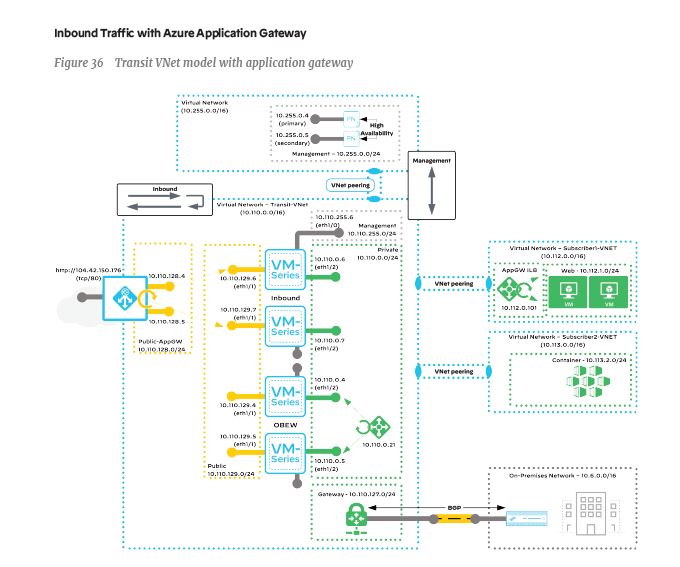 Inbound Traffic with Azure Application Gateway
Figure 36 Transit VNet model with application gateway
Virtual Network
(10.255.0.0/16)
10.255.0.4
(primary)
10.255.0.5
(secondary)
High
Availability
Management – 10.255.0.0/24
Management
VNet peering
Inbound
Virtual Network – Transit-VNet
(10.110.0.0/16)
10.110.255.6
(eth1/0)
Management
10.110.255.0/24
Private
10.110.0.0/24
http://104.42.150.176
(tcp/80)
10.110.128.4
10.110.128.5
Public-AppGW
10.110.128.0/24
VM-
Series
10.110.129.6
(eth1/1)
10.110.0.6
(eth1/2)
Inbound
VM-
Series
10.110.129.7
(eth1/1)
10.110.0.7
(eth1/2)
VM-
Series
10.110.129.4
(eth1/1)
10.110.0.4
(eth1/2)
OBEW
VM-
Series
10.110.129.5
(eth1/1)
10.110.0.5
(eth1/2)
10.110.0.21
Public
10.110.129.0/24
VNet peering
Virtual Network – Subscriber1-VNET
(10.112.0.0/16)
AppGW ILB
10.112.0.101
Web - 10.112.1.0/24
VM
VM
VNet peering
Virtual Network – Subscriber2-VNET
(10.113.0.0/16)
Container - 10.113.2.0/24
Gateway - 10.110.127.0/24
BGP
On-Premises Network – 10.6.0.0/16